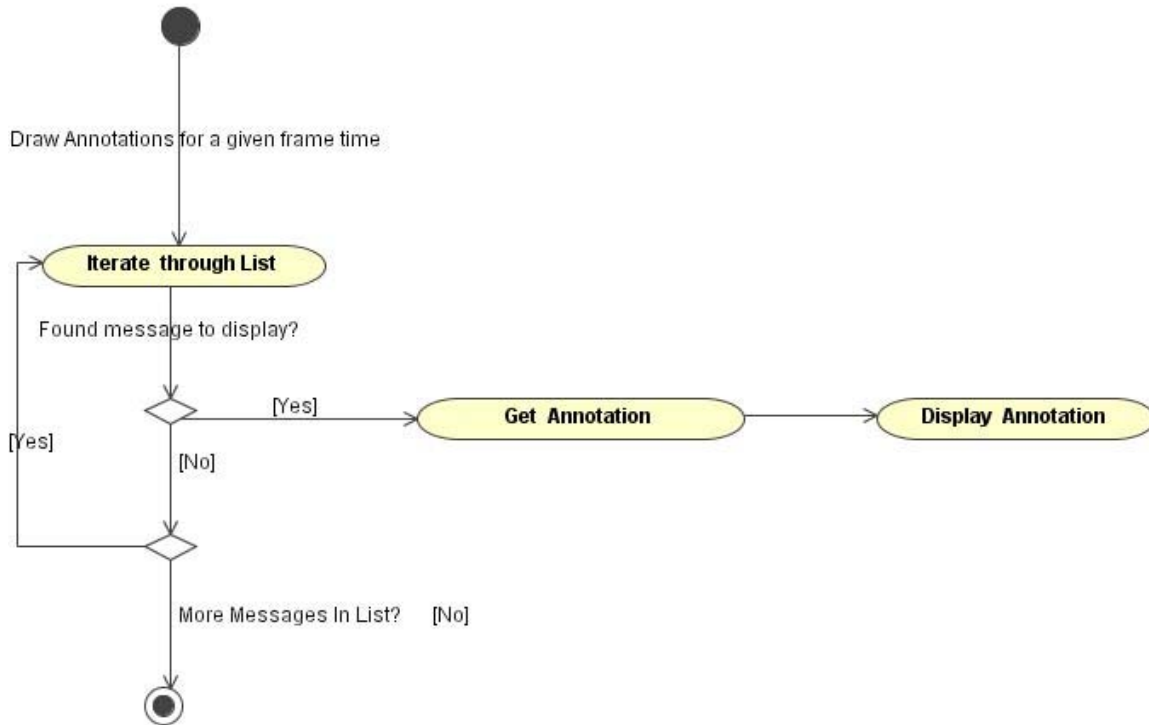 Draw Annotations for a given frame time
Iterate through List
Found message to display?
[Yes]
Get Annotation
Display Annotation
[Yes]
[No]
More Messages In List? [No]